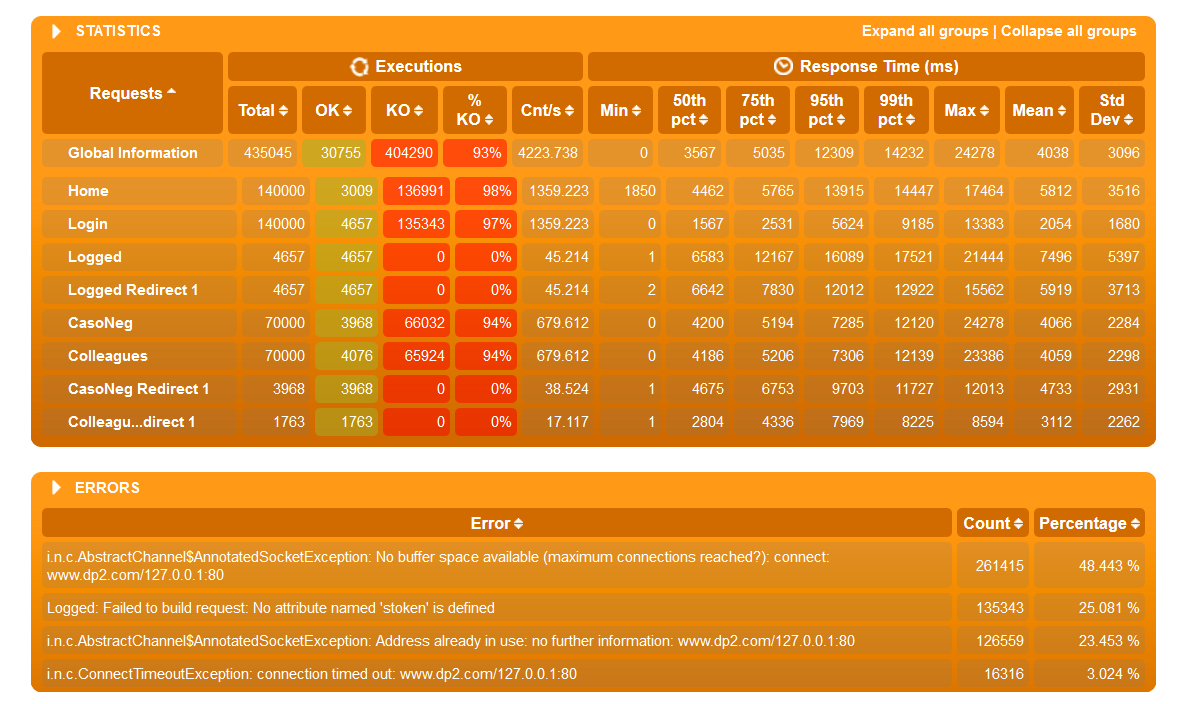 STATISTICS Expand all groups | Collapse all groups
Requests Executions Response Time (ms)
Total OK KO % KO Cnt/s Min 50th pct 75th pct 95th pct 99th pct Max Mean Std Dev
Global Information 435045 30755 404290 93% 4223.738 0 3567 5035 12309 14232 24278 4038 3096
Home 140000 3009 136991 98% 1359.223 1850 4462 5765 13915 14447 17464 5812 3516
Login 140000 4657 135343 97% 1359.223 0 1567 2531 5624 9185 13383 2054 1680
Logged 4657 4657 0 0% 45.214 1 6583 12167 16089 17521 21444 7496 5397
Logged Redirect 1 4657 4657 0 0% 45.214 2 6642 7830 12012 12922 15562 5919 3713
CasoNeg 70000 3968 66032 94% 679.612 0 4200 5194 7285 12120 24278 4066 2284
Colleagues 70000 4076 65924 94% 679.612 0 4186 5206 7306 12139 23386 4059 2298
CasoNeg Redirect 1 3968 3968 0 0% 38.524 1 4675 6753 9703 11727 12013 4733 2931
Colleagu...direct 1 1763 1763 0 0% 17.117 1 2804 4336 7969 8225 8594 3112 2262
ERRORS
Error Count Percentage
i.n.c.AbstractChannel$AnnotatedSocketException: No buffer space available (maximum connections reached?): connect:
www.dp2.com/127.0.0.1:80 261415 48.443 %
Logged: Failed to build request: No attribute named 'stoken' is defined 135343 25.081 %
i.n.c.AbstractChannel$AnnotatedSocketException: Address already in use: no further information: www.dp2.com/127.0.0.1:80 126559 23.453 %
i.n.c.ConnectTimeoutException: connection timed out: www.dp2.com/127.0.0.1:80 16316 3.024 %